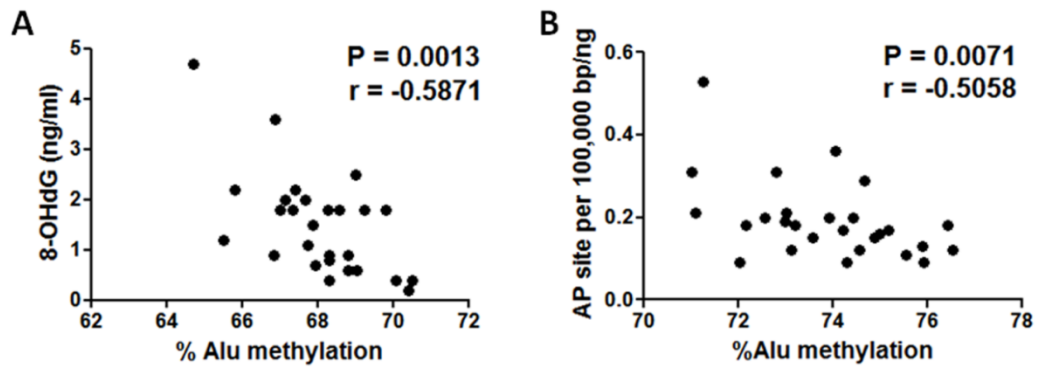 A
P = 0.0013
r = -0.5871
8-OHdG (ng/ml)
5
4
3
2
1
0
62 64 66 68 70 72
% Alu methylation
B
P = 0.0071
r = -0.5058
AP site per 100,000 bp/ng
0.6
0.4
0.2
0.0
70 72 74 76 78
%Alu methylation